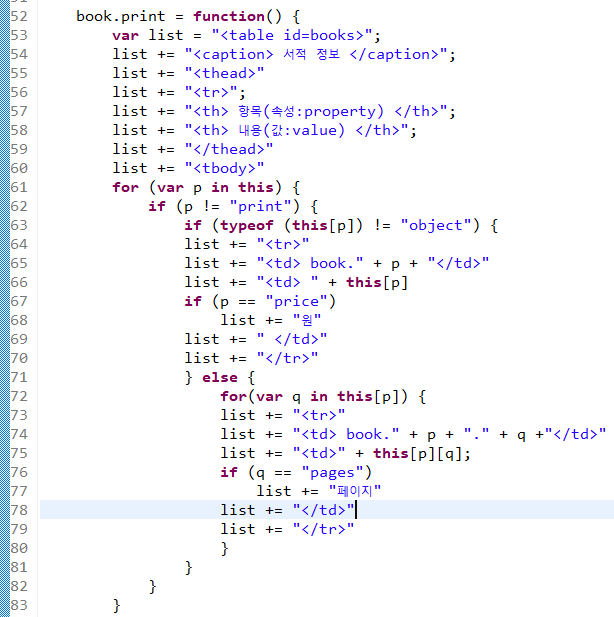 52 book.print = function() {
53 var list = "<table id=books>";
54 list += "<caption> 서적 정보 </caption>";
55 list += "<thead>"
56 list += "<tr>";
57 list += "<th> 항목(속성:property) </th>";
58 list += "<th> 내용(값:value) </th>";
59 list += "</thead>"
60 list += "<tbody>"
61 for (var p in this) {
62 if (p != "print") {
63 if (typeof (this[p]) != "object") {
64 list += "<tr>"
65 list += "<td> book." + p + "</td>"
66 list += "<td> " + this[p]
67 if (p == "price")
68 list += "원"
69 list += " </td>"
70 list += "</tr>"
71 } else {
72 for(var q in this[p]) {
73 list += "<tr>"
74 list += "<td> book." + p + "." + q +"</td>"
75 list += "<td>" + this[p][q];
76 if (q == "pages")
77 list += "페이지"
78 list += "</td>"
79 list += "</tr>"
80 }
81 }
82 }
83 }